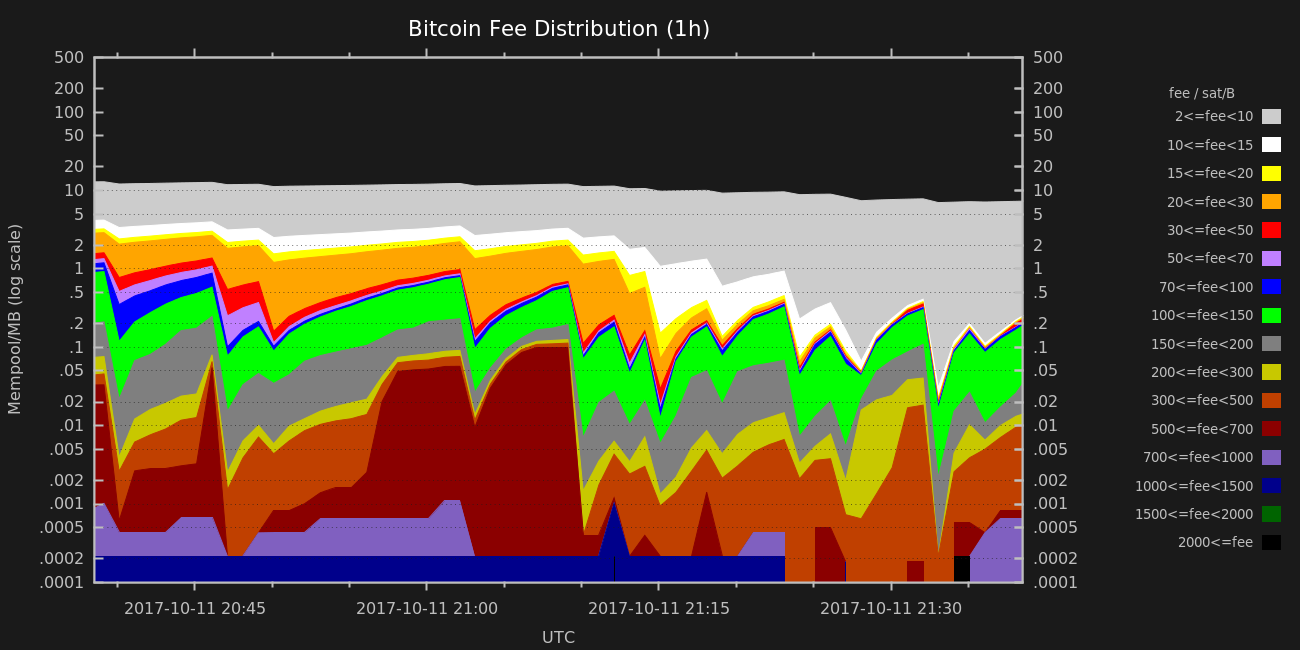 Bitcoin Fee Distribution (1h)
500 500
200 200
100 100
50 50
20 20
10 10
5 5
2 2
1 1
.5 .5
.2 .2
.1 .1
.05 .05
.02 .02
.01 .01
.005 .005
.002 .002
.001 .001
.0005 .0005
.0002 .0002
.0001 .0001
Mempool/MB (log scale)
2017-10-11 20:45 2017-10-11 21:00 2017-10-11 21:15 2017-10-11 21:30
UTC
fee / sat/B
2<=fee<10
10<=fee<15
15<=fee<20
20<=fee<30
30<=fee<50
50<=fee<70
70<=fee<100
100<=fee<150
150<=fee<200
200<=fee<300
300<=fee<500
500<=fee<700
700<=fee<1000
1000<=fee<1500
1500<=fee<2000
2000<=fee